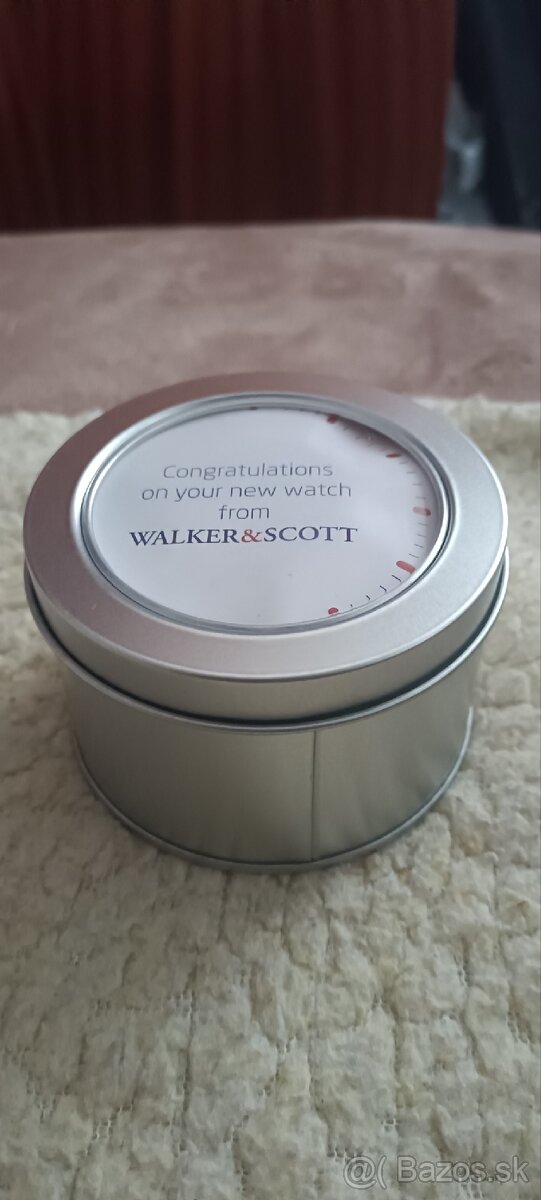 Congratulations
on your new watch
from
WALKER&SCOTT
@( Bazos.sk